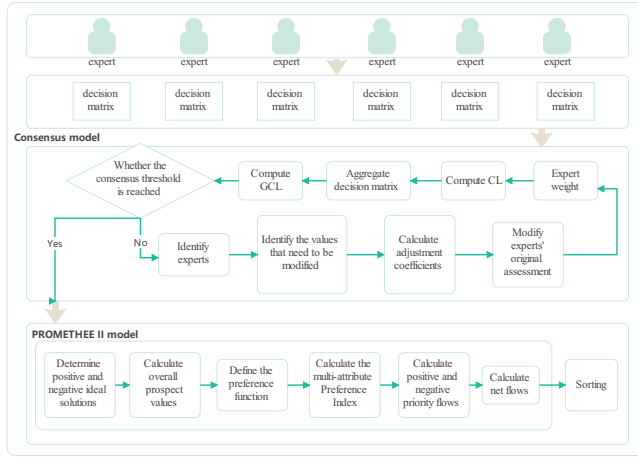 expert
expert
expert
expert
expert
expert
decision
matrix
decision
matrix
decision
matrix
decision
matrix
decision
matrix
decision
matrix
Consensus model
Whether the
consensus threshold
is reached
Compute
GCL
Aggregate
decision matrix
Compute CL
Expert
weight
Yes
No
Identify
experts
Identify the values
that need to be
modified
Calculate
adjustment
coefficients
Modify
experts'
original
assessment
PROMETHEE II model
Determine
positive and
negative ideal
solutions
Calculate
overall
prospect
values
Define the
preference
function
Calculate the
multi-attribute
Preference
Index
Calculate
positive and
negative
priority flows
Calculate
net flows
Sorting